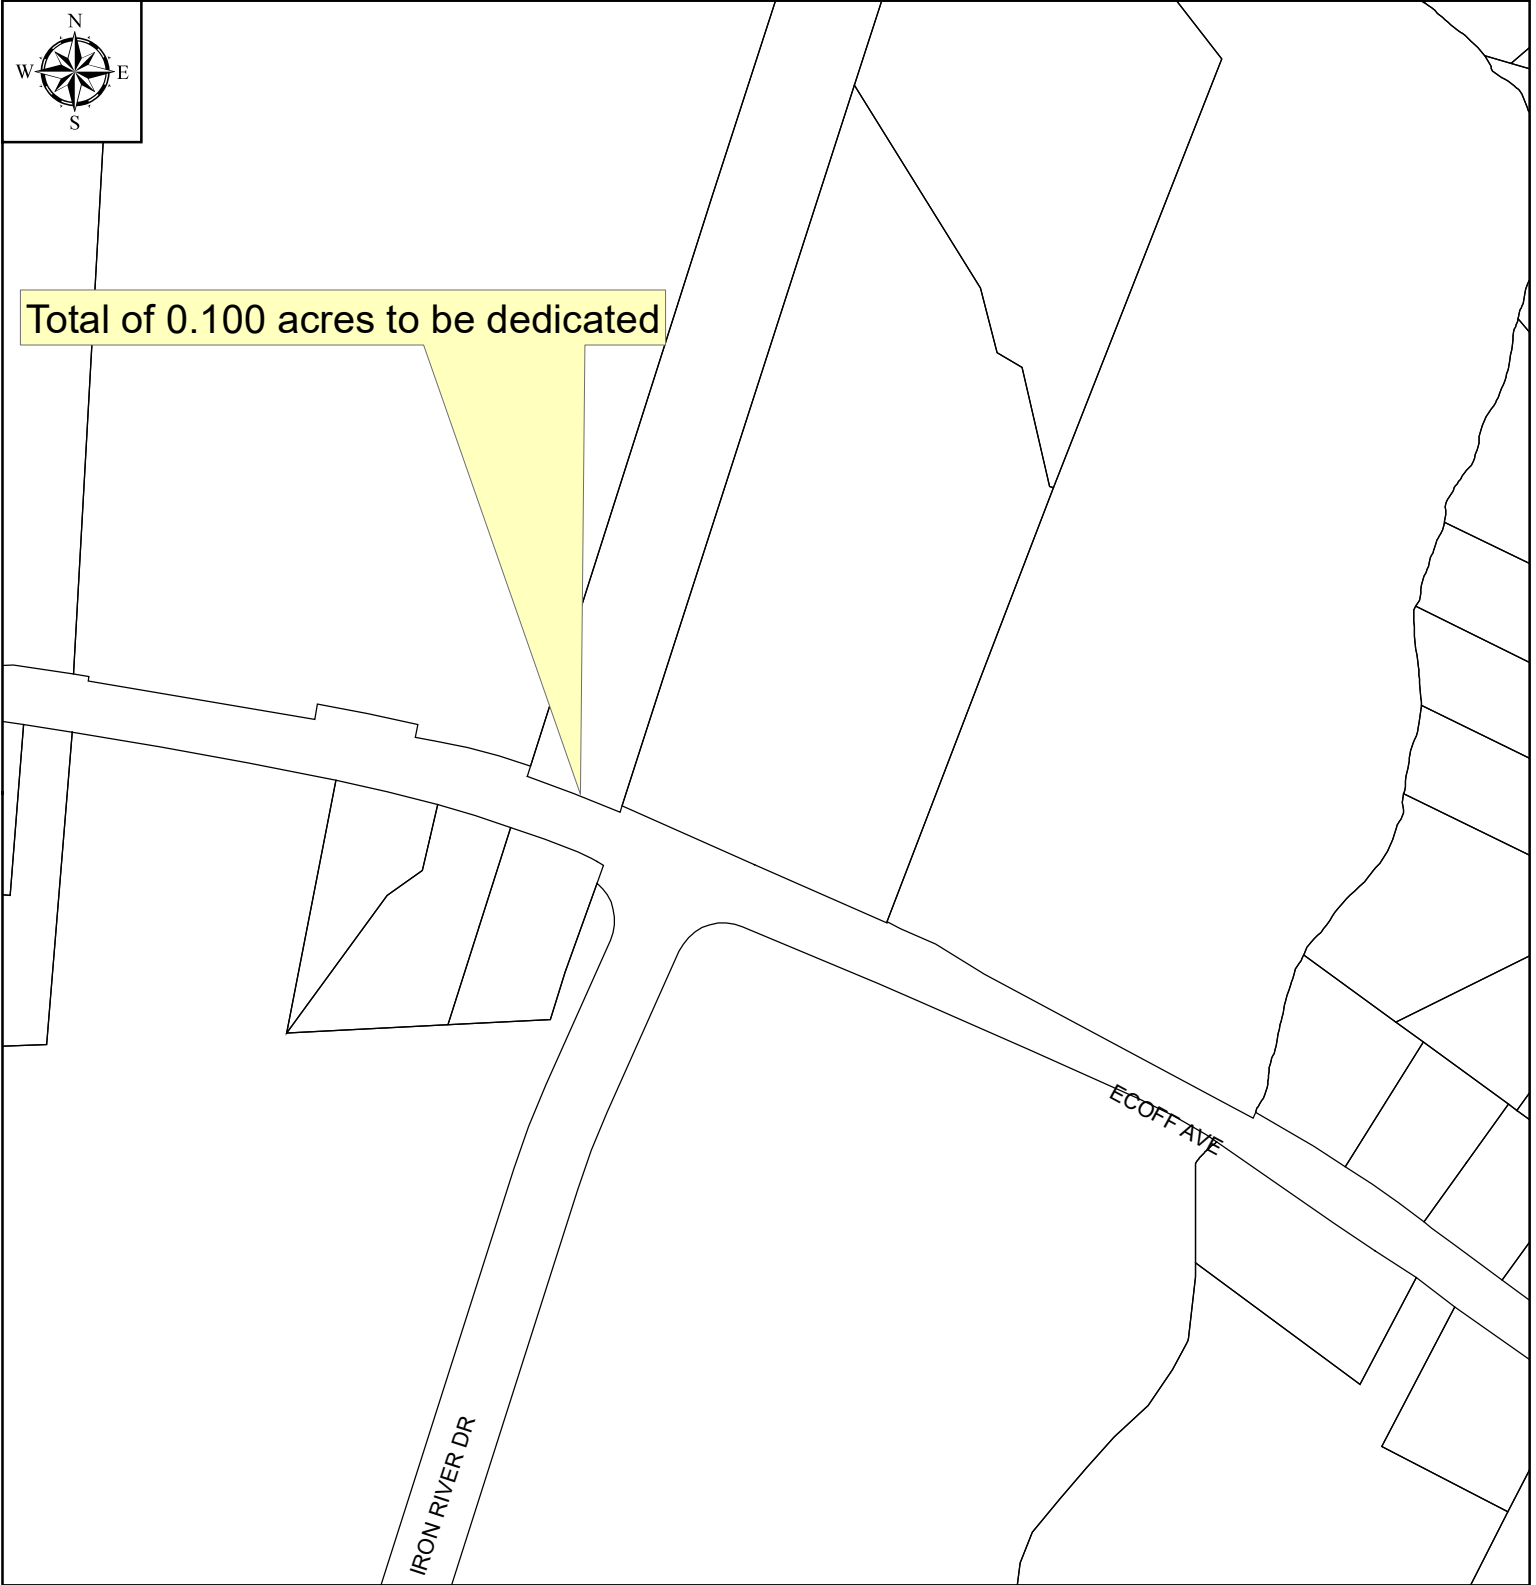 N
W E
S
Total of 0.100 acres to be dedicated
ECOFF AVE
IRON RIVER DR